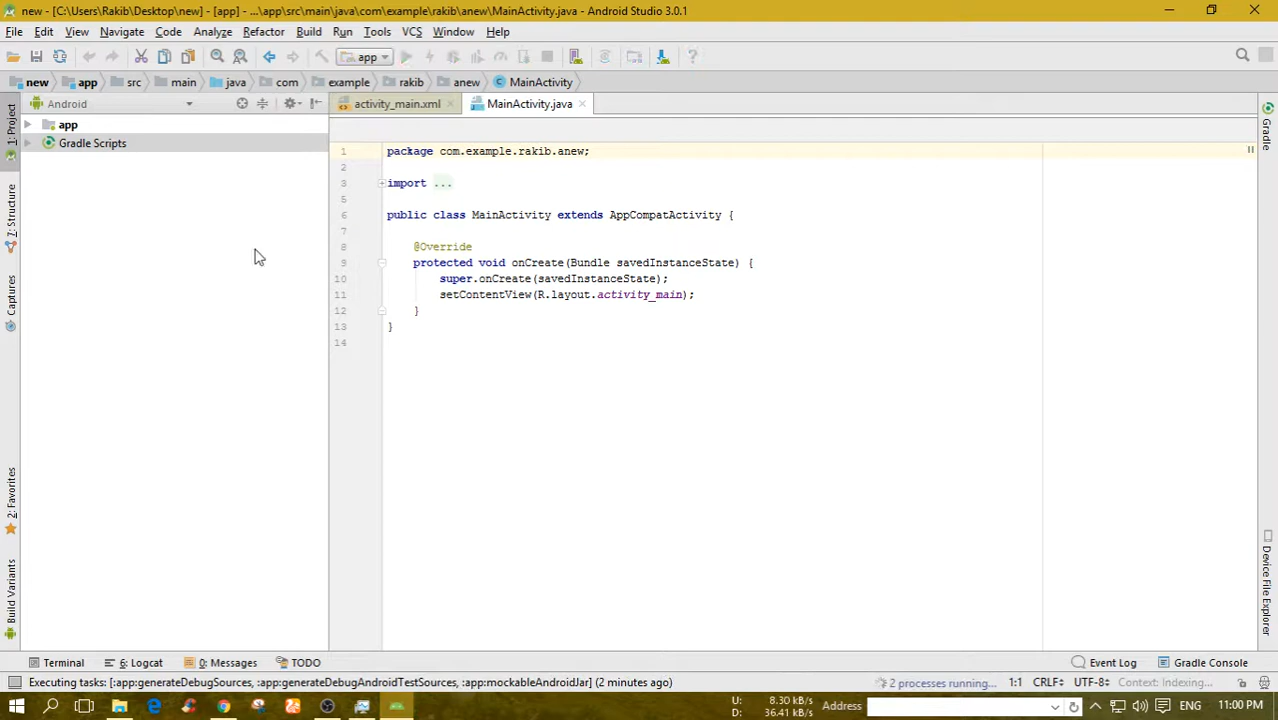 new - [C:\Users\Rakib\Desktop\new] - [app] - ...\app\src\main\java\com\example\rakib\anew\MainActivity.java - Android Studio 3.0.1
File Edit View Navigate Code Analyze Refactor Build Run Tools VCS Window Help
app
new app src main java com example rakib anew MainActivity
Android
activity_main.xml MainActivity.java
1: Project
7: Structure
Captures
2: Favorites
Build Variants
app
Gradle Scripts
1 package com.example.rakib.anew;
2
3 import ...
5
6 public class MainActivity extends AppCompatActivity {
7
8 @Override
9 protected void onCreate(Bundle savedInstanceState) {
10 super.onCreate(savedInstanceState);
11 setContentView(R.layout.activity_main);
12 }
13 }
14
Gradle
Device File Explorer
Terminal 6: Logcat 0: Messages TODO Event Log Gradle Console
Executing tasks: [:app:generateDebugSources, :app:generateDebugAndroidTestSources, :app:mockableAndroidJar] (2 minutes ago) 2 processes running... 1:1 CRLF÷ UTF-8÷ Context: Indexing...
U: 8.30 kB/s
D: 36.41 kB/s
Address
ENG 11:00 PM